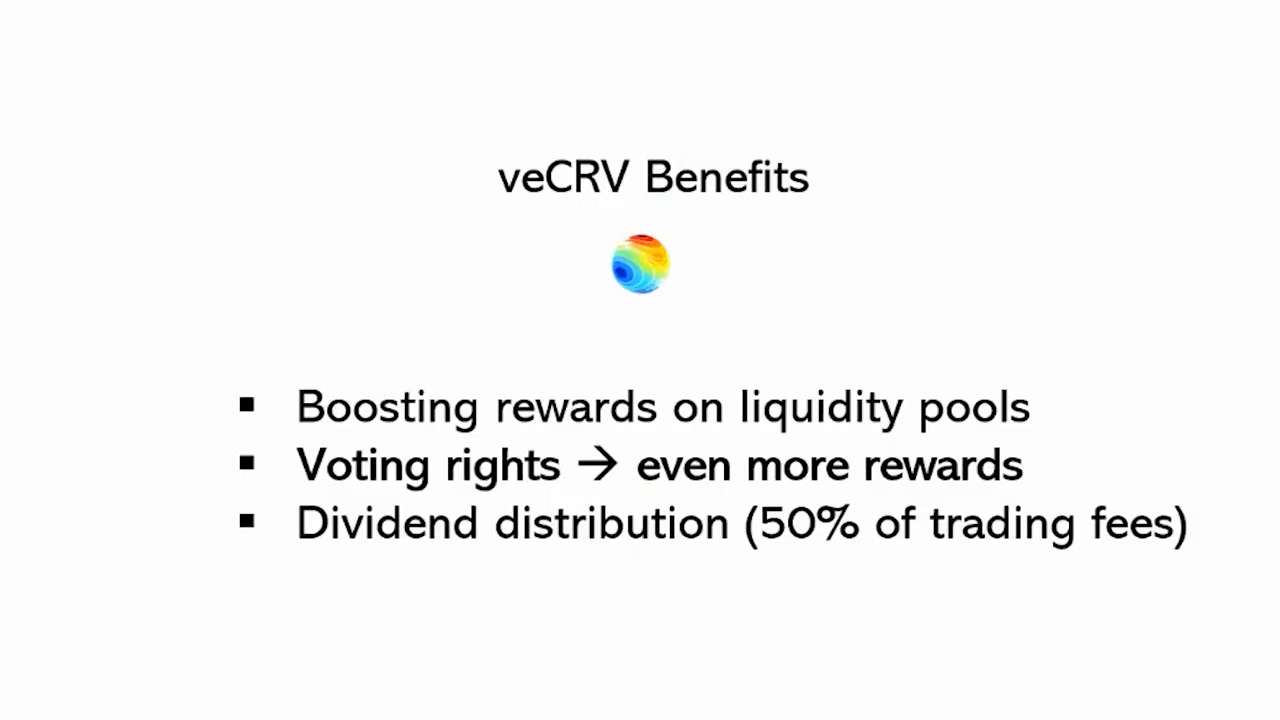 veCRV Benefits
▪ Boosting rewards on liquidity pools
▪ Voting rights → even more rewards
▪ Dividend distribution (50% of trading fees)